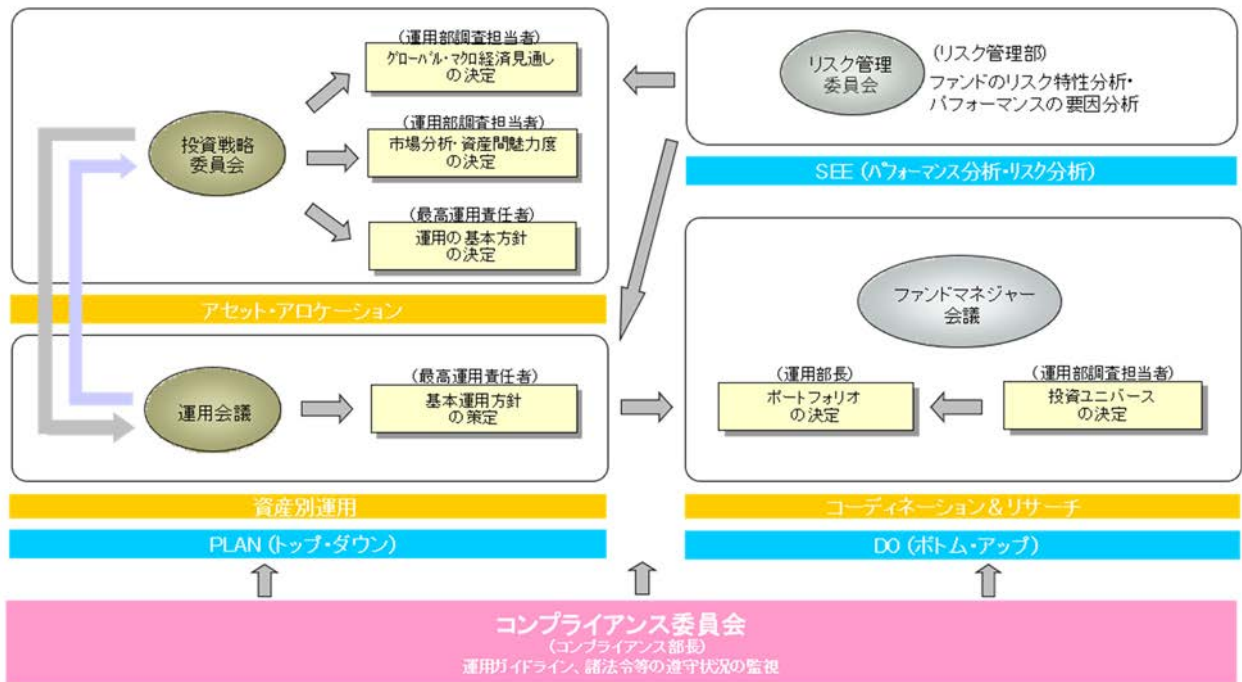 (運用部調査担当者)
グローバル・マクロ経済見通し
の決定
投資戦略
委員会
(運用部調査担当者)
市場分析・資産間魅力度
の決定
(最高運用責任者)
運用の基本方針
の決定
アセット・アロケーション
運用会議
(最高運用責任者)
基本運用方針
の策定
資産別運用
PLAN (トップ・ダウン)
リスク管理
委員会
(リスク管理部)
ファンドのリスク特性分析・
パフォーマンスの要因分析
SEE (パフォーマンス分析・リスク分析)
ファンドマネジャー
会議
(運用部長)
ポートフォリオ
の決定
(運用部調査担当者)
投資ユニバース
の決定
コーディネーション&リサーチ
DO (ボトム・アップ)
コンプライアンス委員会
(コンプライアンス部長)
運用ガイドライン、諸法令等の遵守状況の監視